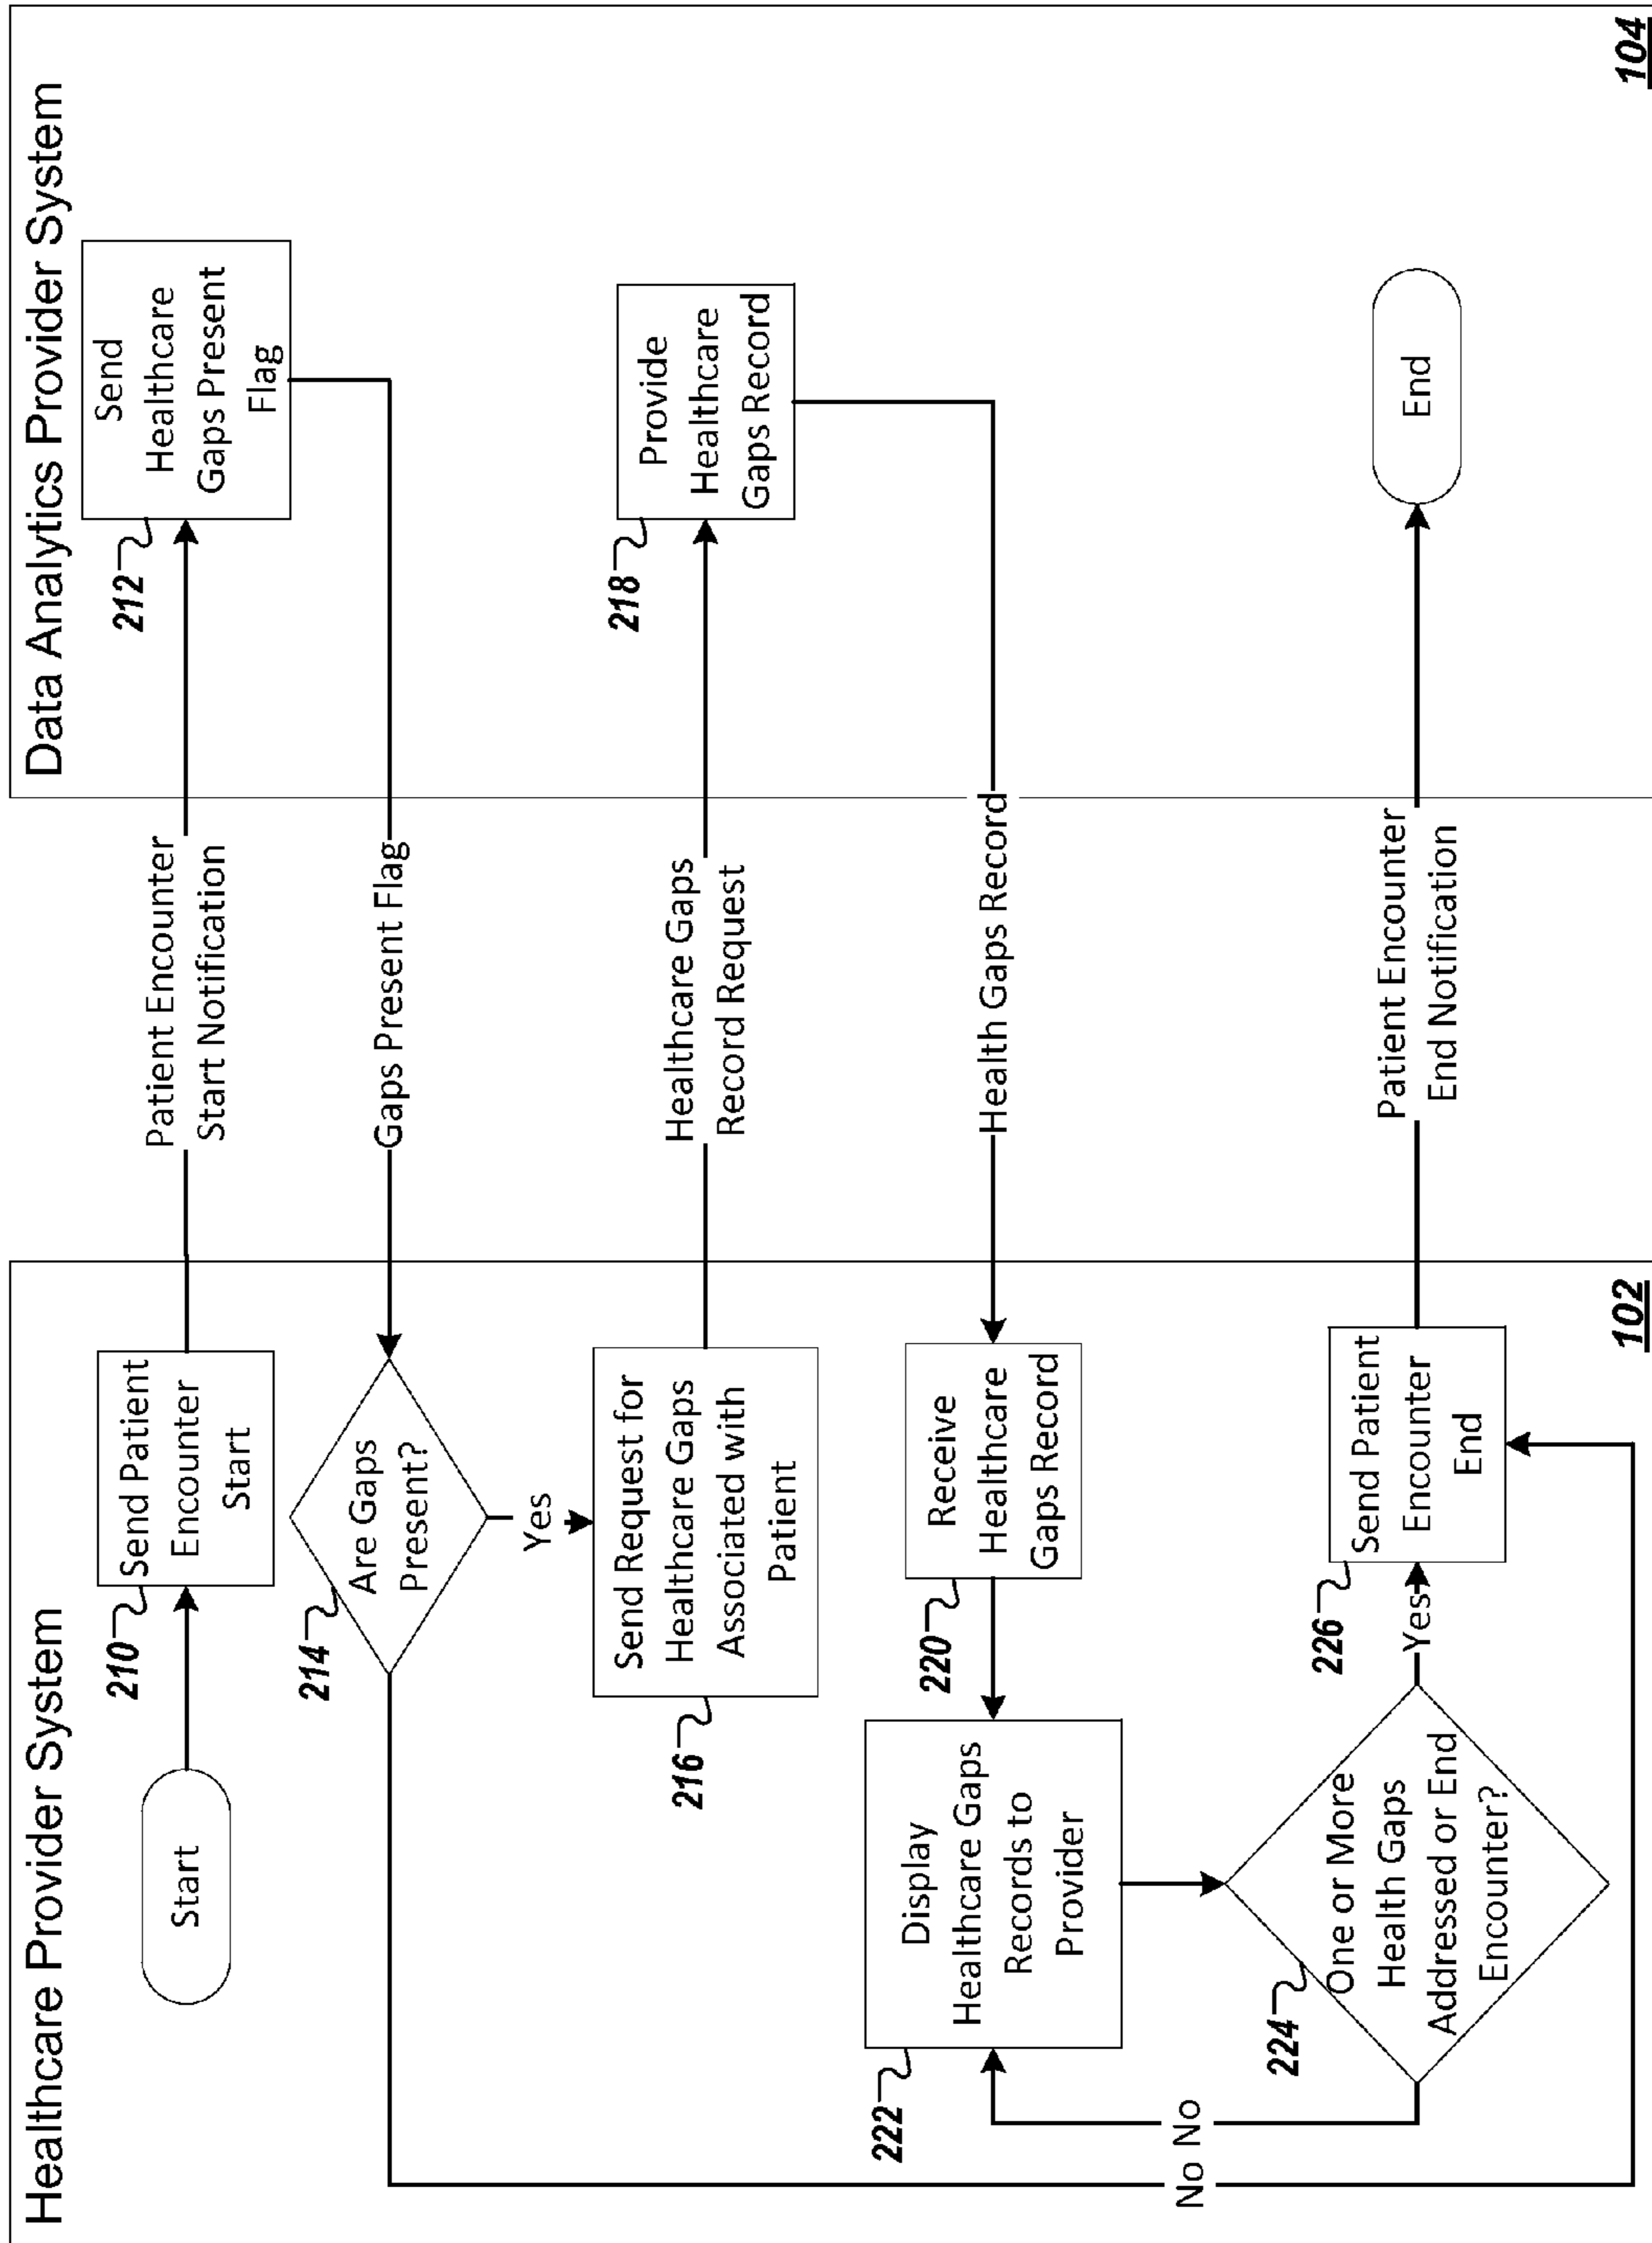 Healthcare Provider System
Data Analytics Provider System
Start
210
Send Patient
Encounter
Start
Patient Encounter
Start Notification
212
Send
Healthcare
Gaps Present
Flag
Gaps Present Flag
214
Are Gaps
Present?
Yes
216
Send Request for
Healthcare Gaps
Associated with
Patient
Healthcare Gaps
Record Request
218
Provide
Healthcare
Gaps Record
Health Gaps Record
220
Receive
Healthcare
Gaps Record
222
Display
Healthcare Gaps
Records to
Provider
No
No
224
One or More
Health Gaps
Addressed or End
Encounter?
Yes
226
Send Patient
Encounter
End
Patient Encounter
End Notification
End
102
104